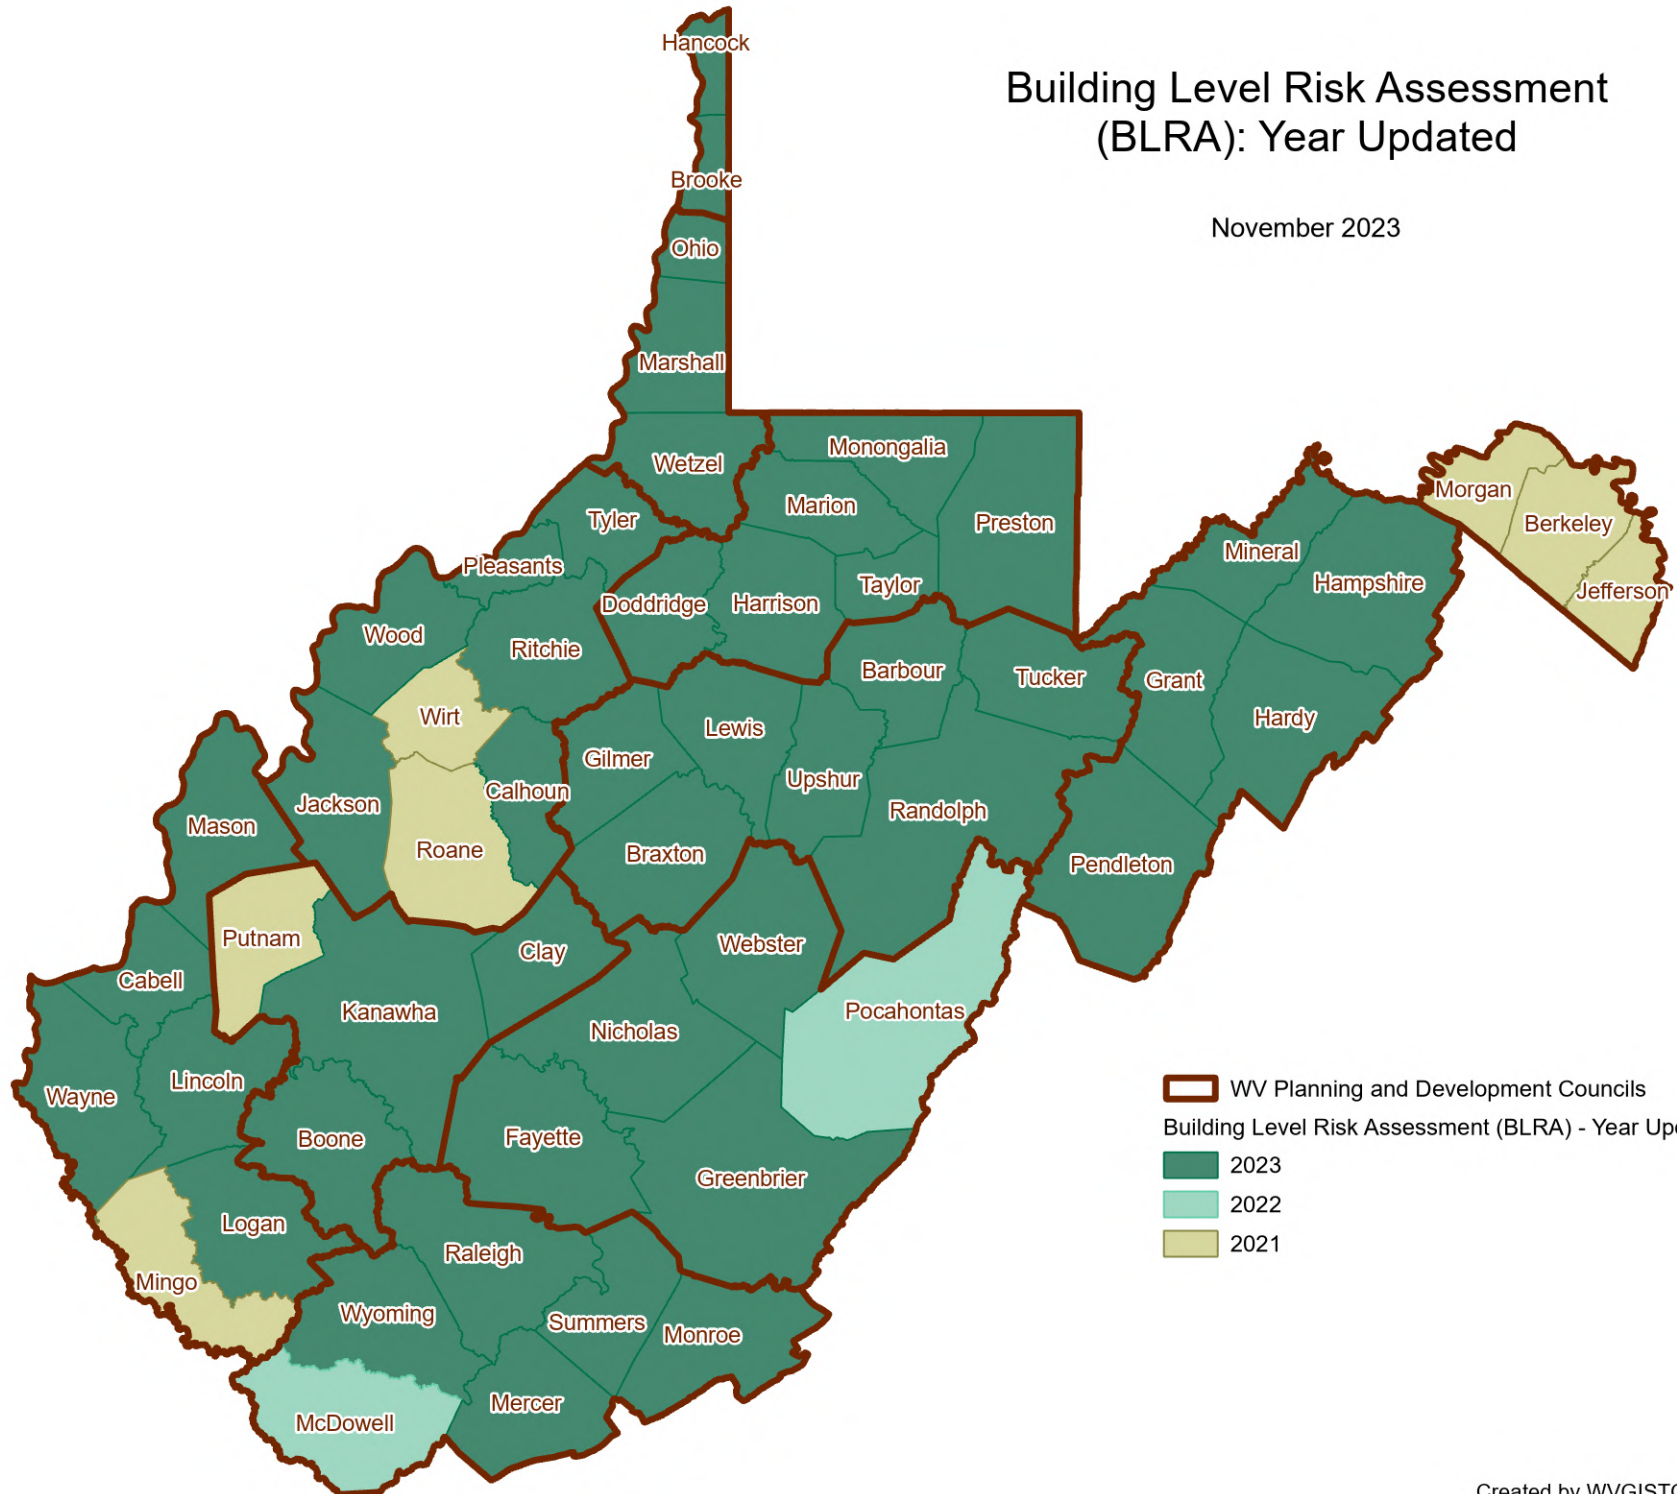 Building Level Risk Assessment
(BLRA): Year Updated
November 2023
Hancock
Brooke
Ohio
Marshall
Wetzel
Monongalia
Marion
Preston
Tyler
Pleasants
Doddridge
Harrison
Taylor
Morgan
Berkeley
Jefferson
Mineral
Hampshire
Wood
Ritchie
Barbour
Tucker
Grant
Hardy
Wirt
Lewis
Gilmer
Upshur
Calhoun
Jackson
Randolph
Mason
Roane
Braxton
Pendleton
Putnam
Clay
Webster
Cabell
Kanawha
Nicholas
Pocahontas
Lincoln
Wayne
Boone
Fayette
Greenbrier
Logan
Raleigh
Mingo
Wyoming
Summers
Monroe
Mercer
McDowell
WV Planning and Development Councils
Building Level Risk Assessment (BLRA) - Year Up
2023
2022
2021
Created by WVGISTC